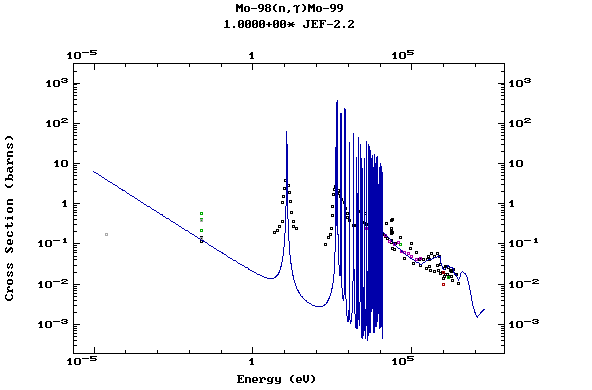 Mo-98(n,γ)Mo-99
1.0000+00* JEF-2.2
10⁻⁵ 1 10⁵
10³ 10³
10² 10²
10 10
1 1
10⁻¹ 10⁻¹
10⁻² 10⁻²
10⁻³ 10⁻³
Cross Section (barns)
10⁻⁵ 1 10⁵
Energy (eV)